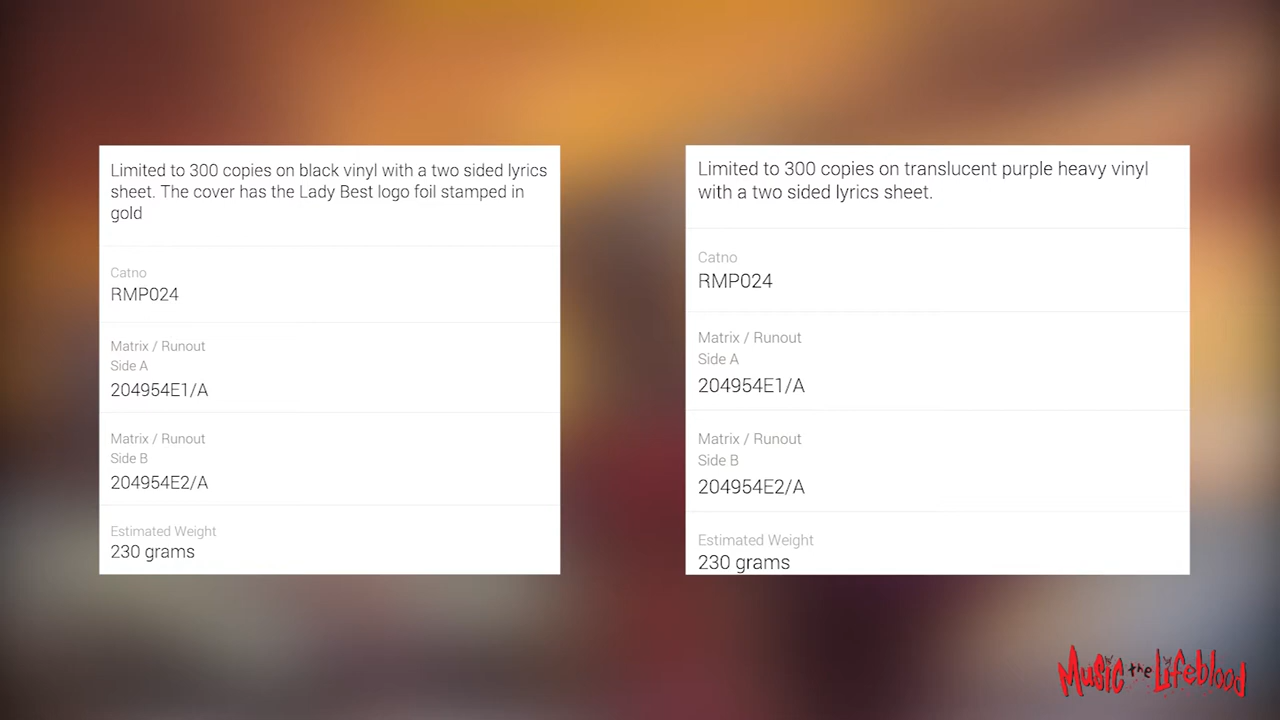 Limited to 300 copies on black vinyl with a two sided lyrics
sheet. The cover has the Lady Best logo foil stamped in
gold
Catno
RMP024
Matrix / Runout
Side A
204954E1/A
Matrix / Runout
Side B
204954E2/A
Estimated Weight
230 grams
Limited to 300 copies on translucent purple heavy vinyl
with a two sided lyrics sheet.
Catno
RMP024
Matrix / Runout
Side A
204954E1/A
Matrix / Runout
Side B
204954E2/A
Estimated Weight
230 grams
Music the Lifeblood